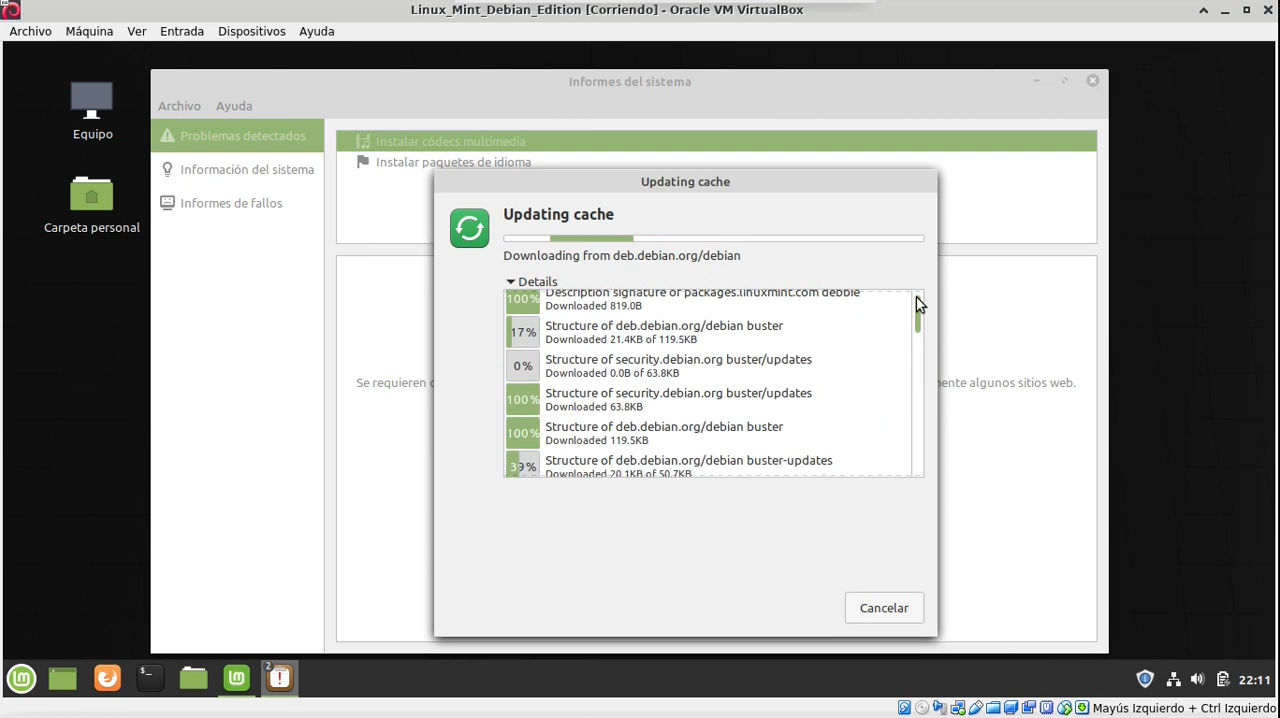 Linux_Mint_Debian_Edition [Corriendo] - Oracle VM VirtualBox
Archivo Máquina Ver Entrada Dispositivos Ayuda
Equipo
Carpeta personal
Informes del sistema
Archivo Ayuda
Problemas detectados
Información del sistema
Informes de fallos
Instalar códecs multimedia
Instalar paquetes de idioma
Se requieren
mente algunos sitios web.
Updating cache
Updating cache
Downloading from deb.debian.org/debian
Details
100% Description signature of packages.linuxmint.com debbie
Downloaded 819.0B
17% Structure of deb.debian.org/debian buster
Downloaded 21.4KB of 119.5KB
0% Structure of security.debian.org buster/updates
Downloaded 0.0B of 63.8KB
100% Structure of security.debian.org buster/updates
Downloaded 63.8KB
100% Structure of deb.debian.org/debian buster
Downloaded 119.5KB
39% Structure of deb.debian.org/debian buster-updates
Downloaded 20.1KB of 50.7KB
Cancelar
2
22:11
Mayús Izquierdo + Ctrl Izquierdo